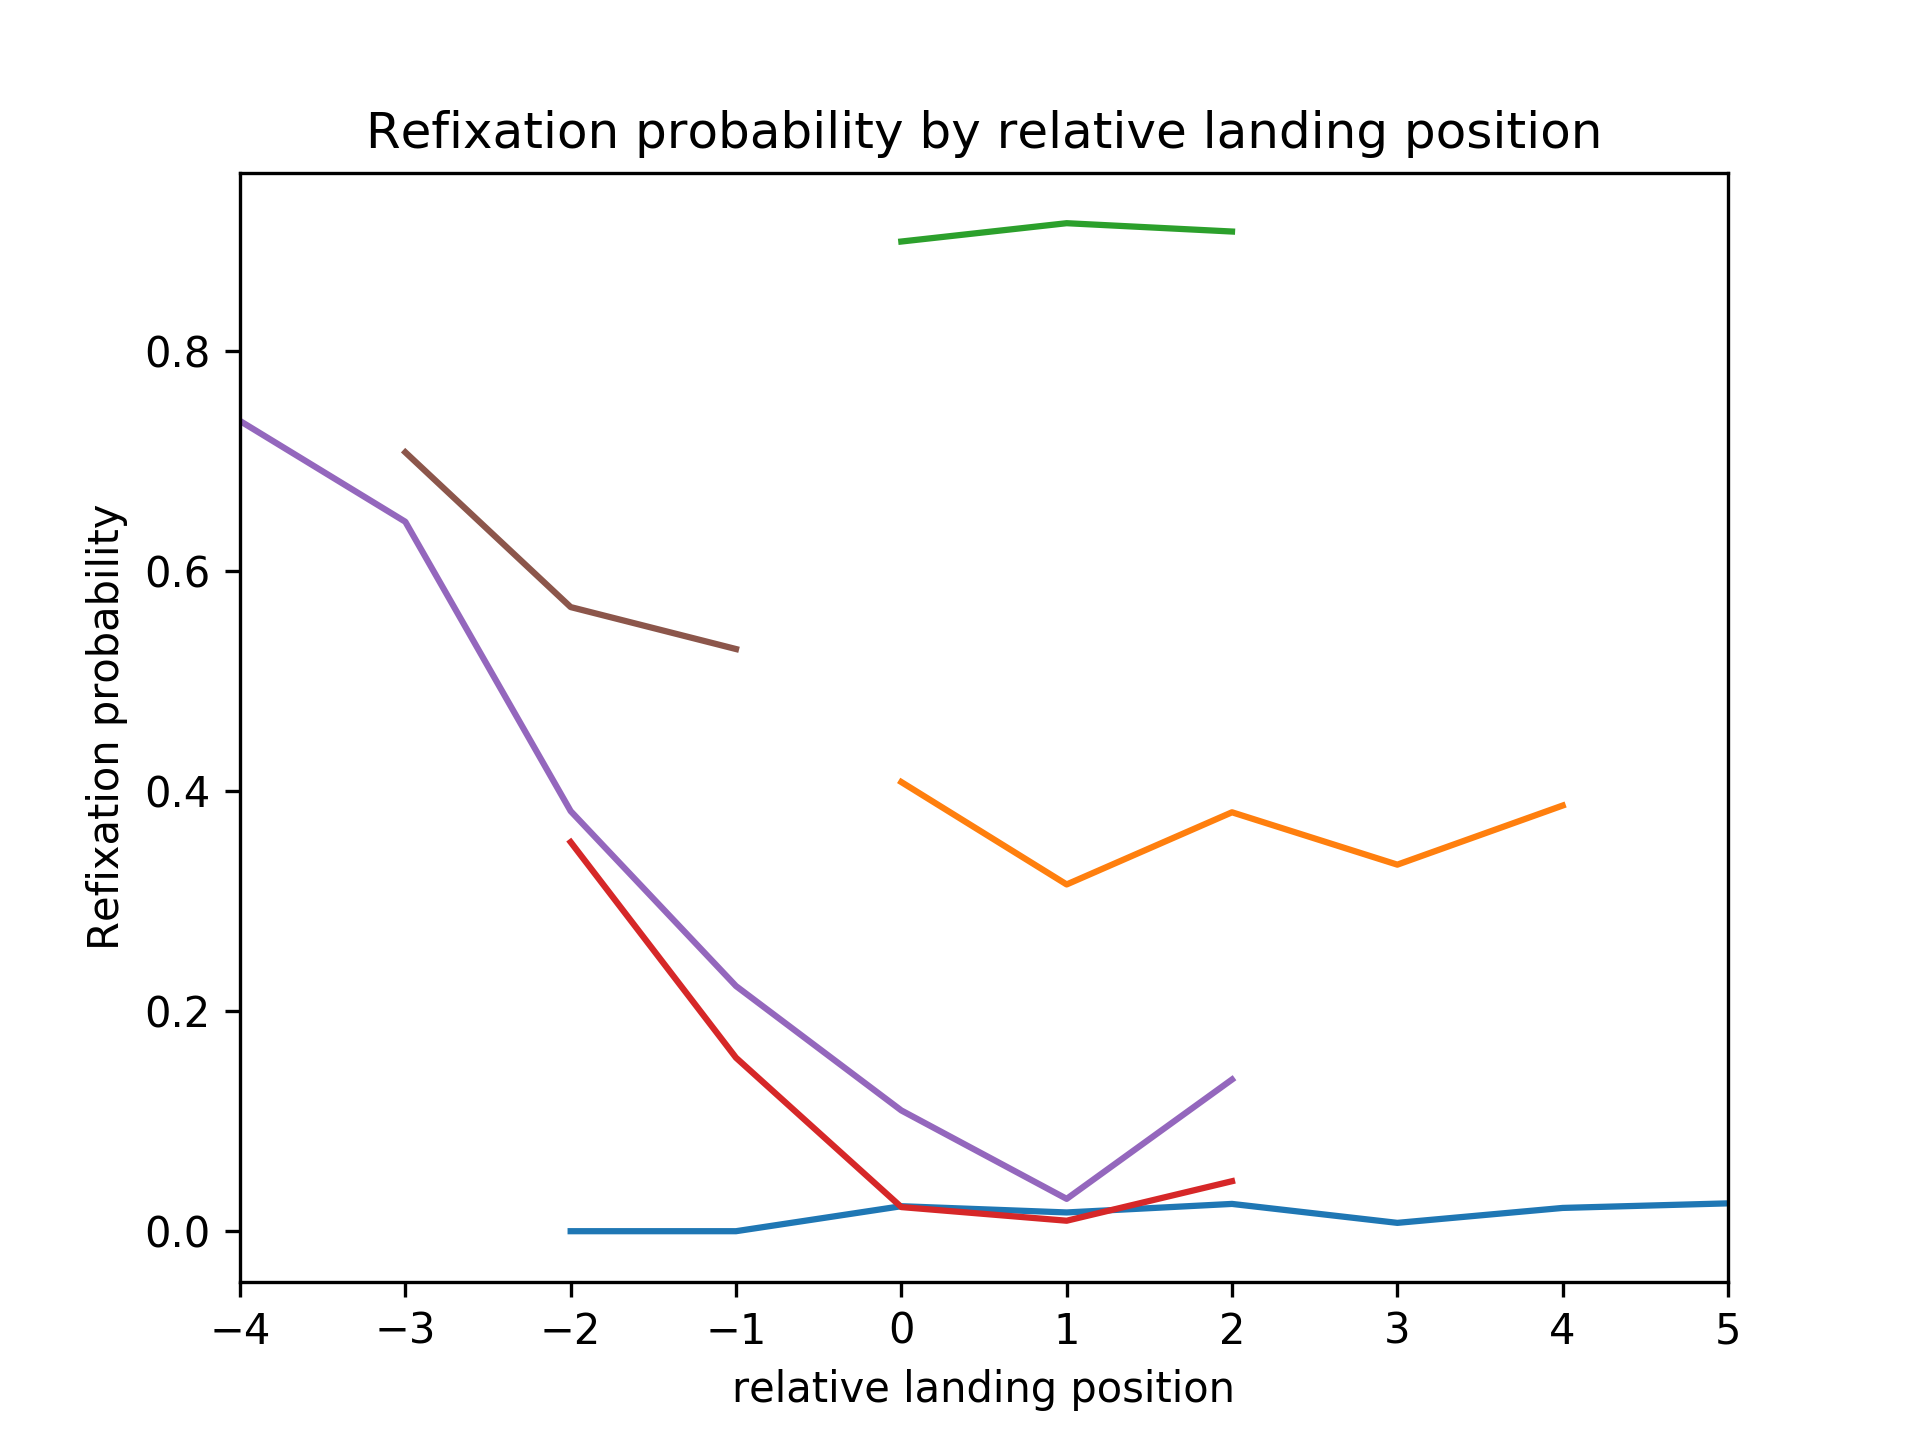 Refixation probability by relative landing position
Refixation probability
0.8
0.6
0.4
0.2
0.0
−4 −3 −2 −1 0 1 2 3 4 5
relative landing position